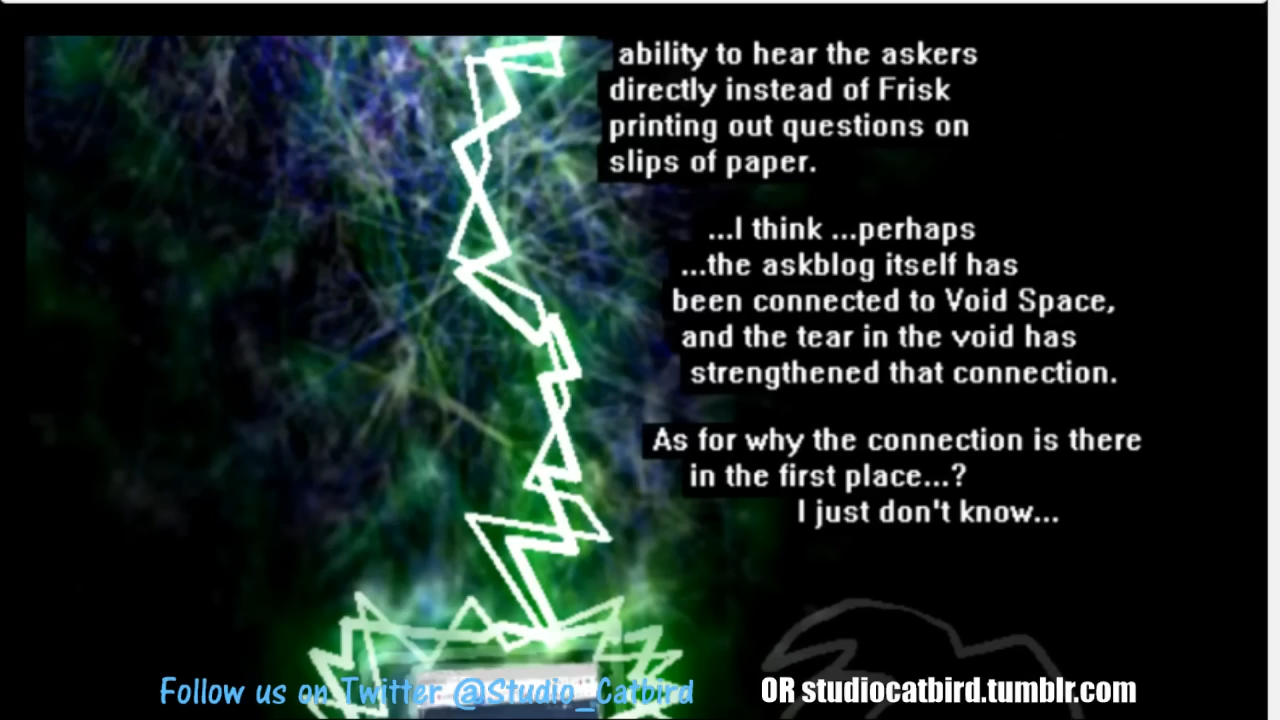 ability to hear the askers
directly instead of Frisk
printing out questions on
slips of paper.
...I think ...perhaps
...the askblog itself has
been connected to Void Space,
and the tear in the void has
strengthened that connection.
As for why the connection is there
in the first place...?
I just don't know...
Follow us on Twitter @Studio_Catbird
OR studiocatbird.tumblr.com